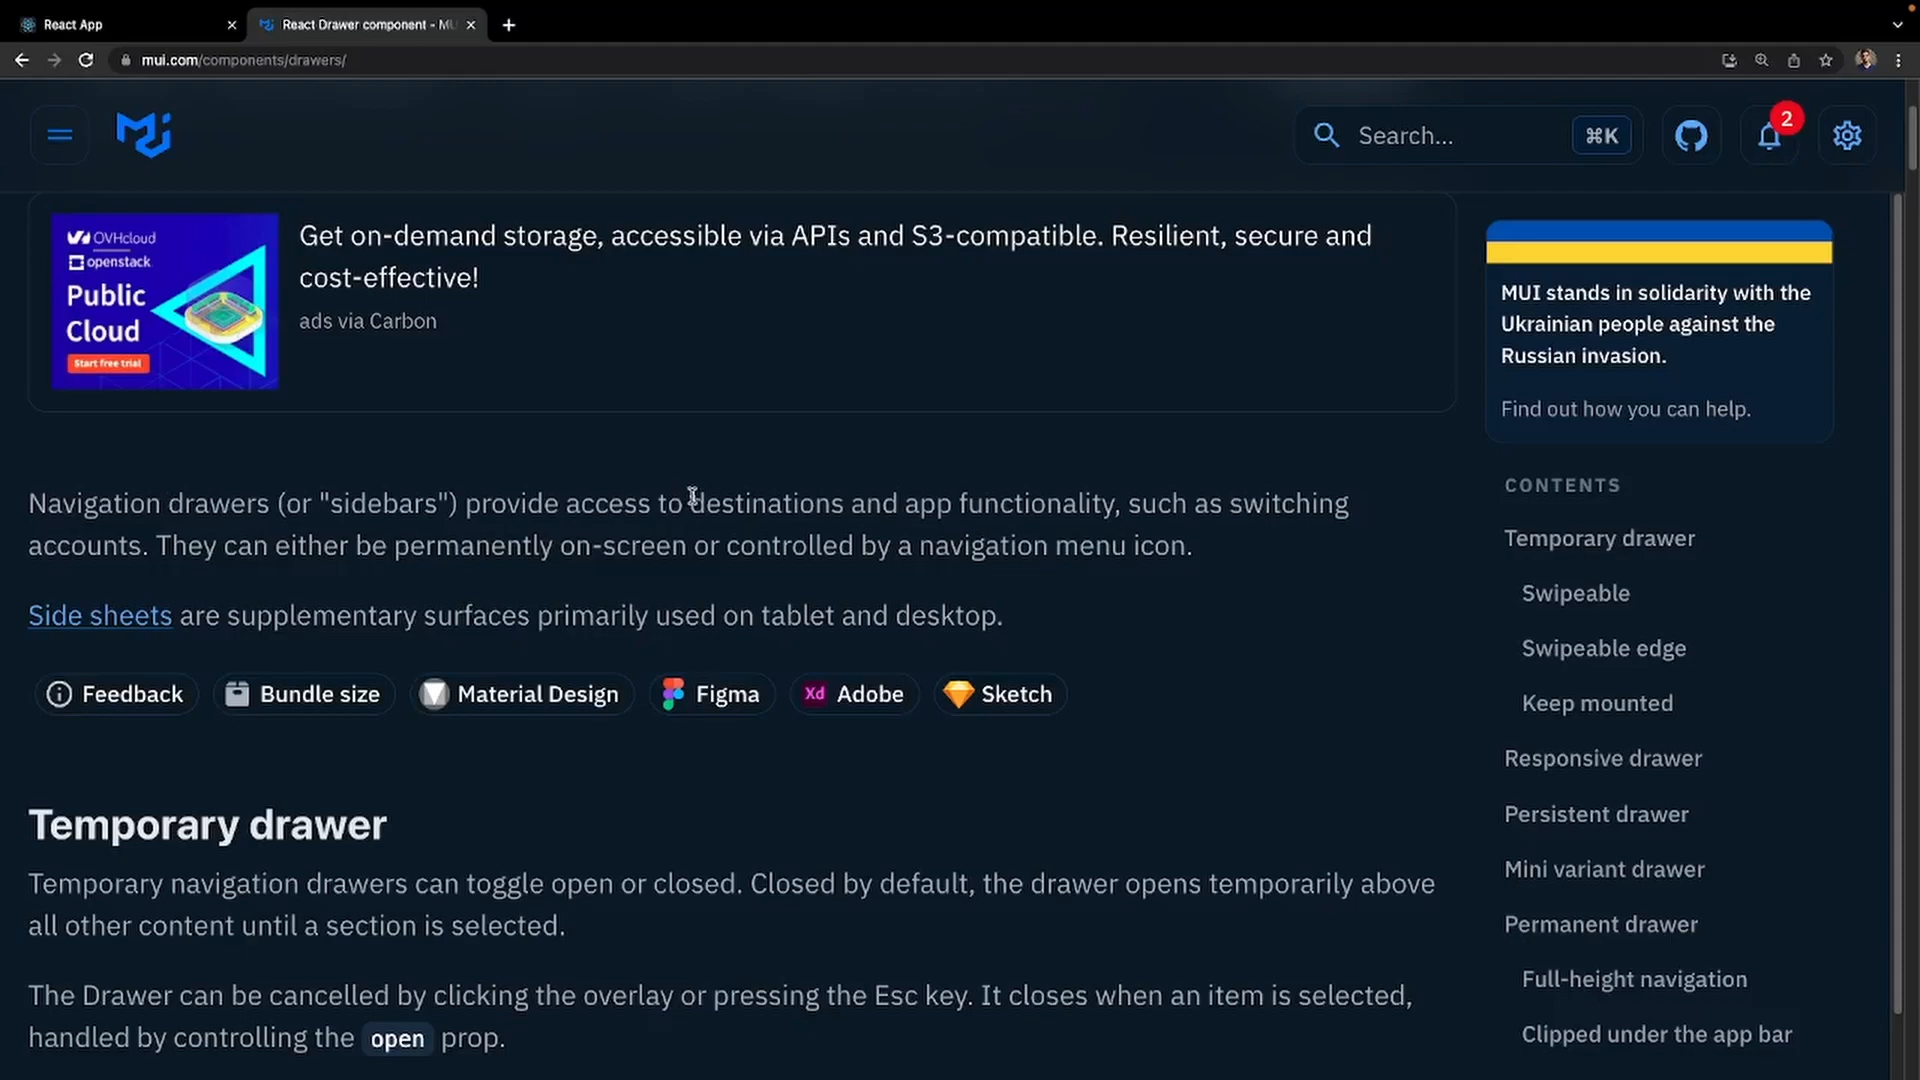 React App
React Drawer component - MU
mui.com/components/drawers/
Search...
⌘K
2
OVHcloud
openstack
Public
Cloud
Start free trial
Get on-demand storage, accessible via APIs and S3-compatible. Resilient, secure and
cost-effective!
ads via Carbon
MUI stands in solidarity with the
Ukrainian people against the
Russian invasion.
Find out how you can help.
Navigation drawers (or "sidebars") provide access to destinations and app functionality, such as switching
accounts. They can either be permanently on-screen or controlled by a navigation menu icon.
Side sheets are supplementary surfaces primarily used on tablet and desktop.
Feedback
Bundle size
Material Design
Figma
Xd Adobe
Sketch
Temporary drawer
Temporary navigation drawers can toggle open or closed. Closed by default, the drawer opens temporarily above
all other content until a section is selected.
The Drawer can be cancelled by clicking the overlay or pressing the Esc key. It closes when an item is selected,
handled by controlling the open prop.
CONTENTS
Temporary drawer
Swipeable
Swipeable edge
Keep mounted
Responsive drawer
Persistent drawer
Mini variant drawer
Permanent drawer
Full-height navigation
Clipped under the app bar